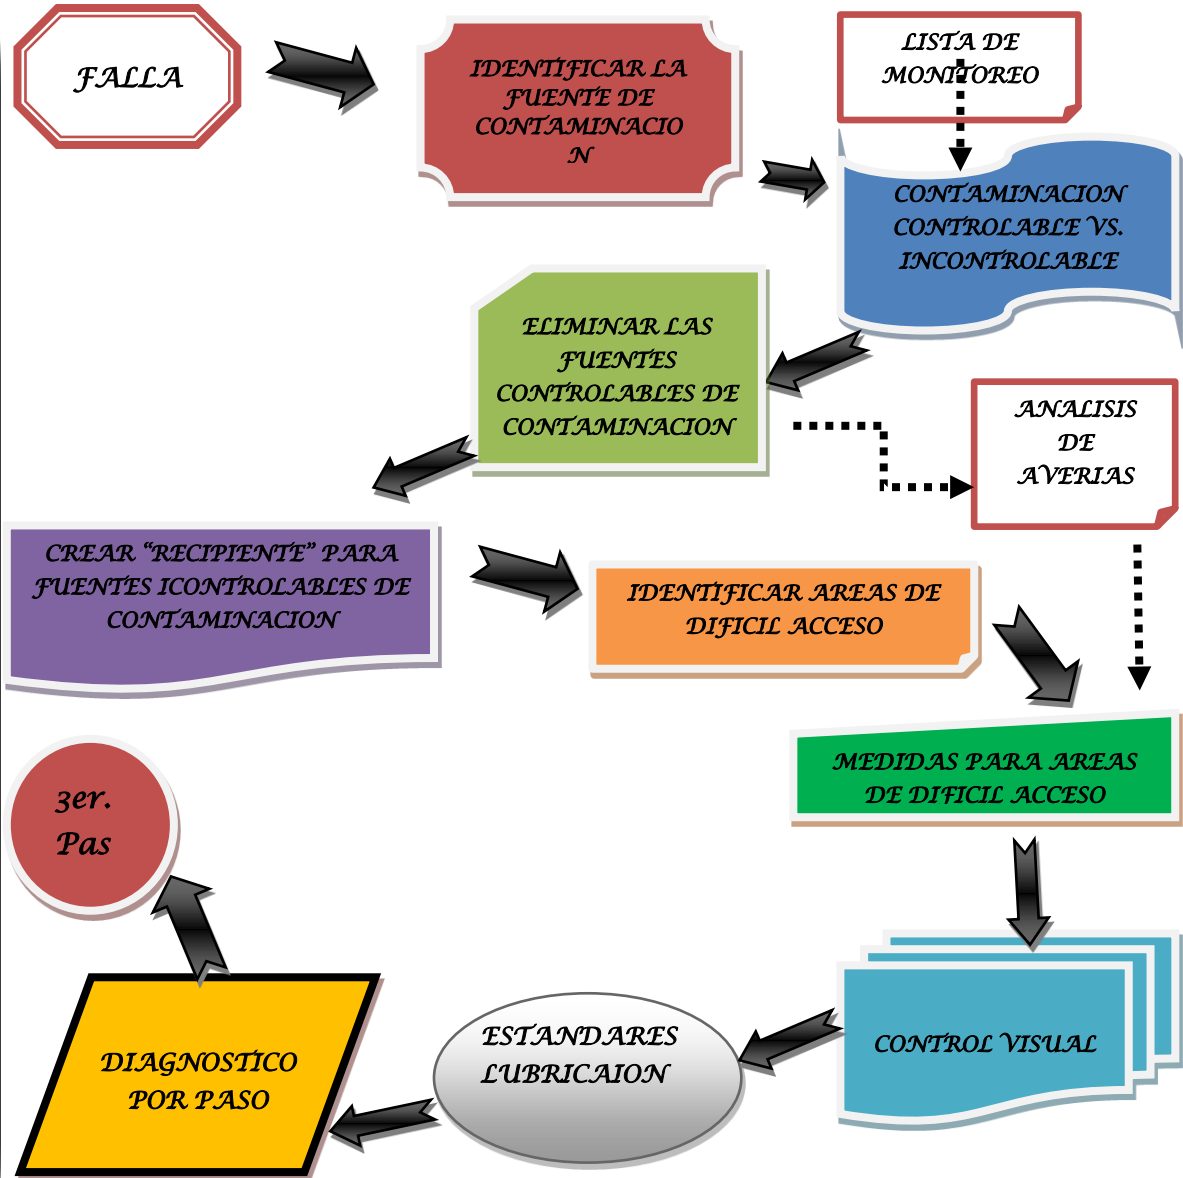 FALLA
IDENTIFICAR LA
FUENTE DE
CONTAMINACIO
N
LISTA DE
MONITOREO
CONTAMINACION
CONTROLABLE VS.
INCONTROLABLE
ELIMINAR LAS
FUENTES
CONTROLABLES DE
CONTAMINACION
ANALISIS
DE
AVERIAS
CREAR “RECIPIENTE” PARA
FUENTES ICONTROLABLES DE
CONTAMINACION
IDENTIFICAR AREAS DE
DIFICIL ACCESO
MEDIDAS PARA AREAS
DE DIFICIL ACCESO
CONTROL VISUAL
ESTANDARES
LUBRICAION
DIAGNOSTICO
POR PASO
3er.
Pas